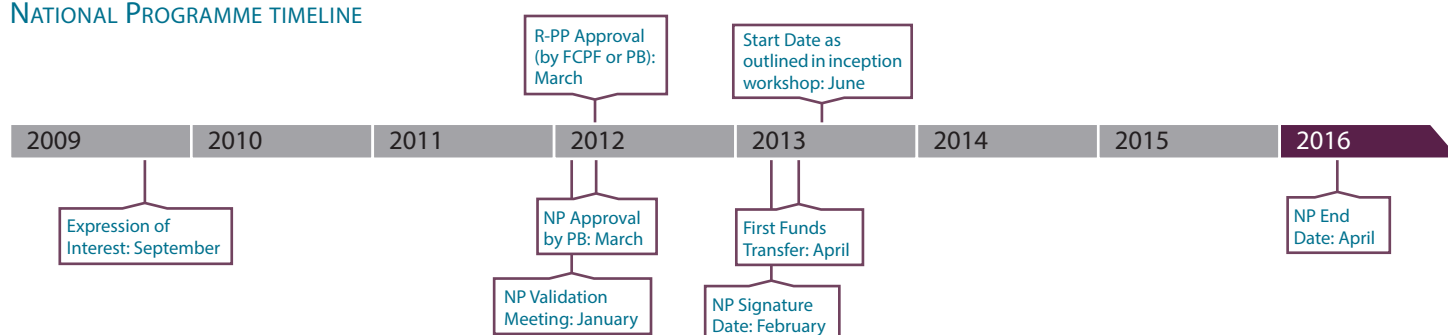 NATIONAL PROGRAMME TIMELINE
R-PP Approval
(by FCPF or PB):
March
Start Date as
outlined in inception
workshop: June
2009
2010
2011
2012
2013
2014
2015
2016
Expression of
Interest: September
NP Approval
by PB: March
NP Validation
Meeting: January
First Funds
Transfer: April
NP Signature
Date: February
NP End
Date: April